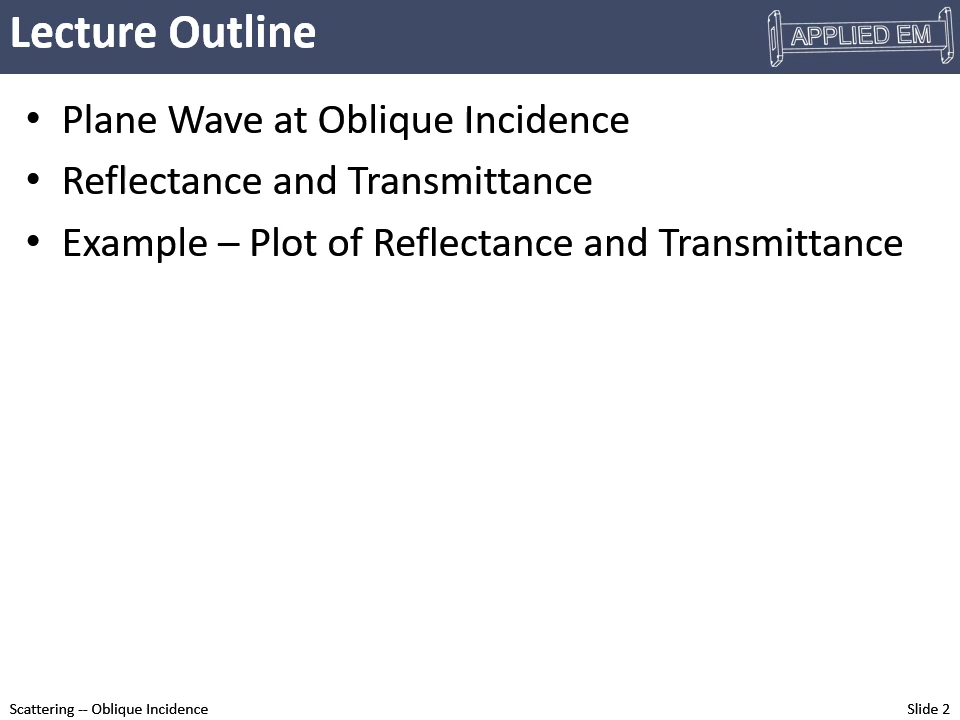 Lecture Outline
APPLIED EM
• Plane Wave at Oblique Incidence
• Reflectance and Transmittance
• Example – Plot of Reflectance and Transmittance
Scattering -- Oblique Incidence
Slide 2